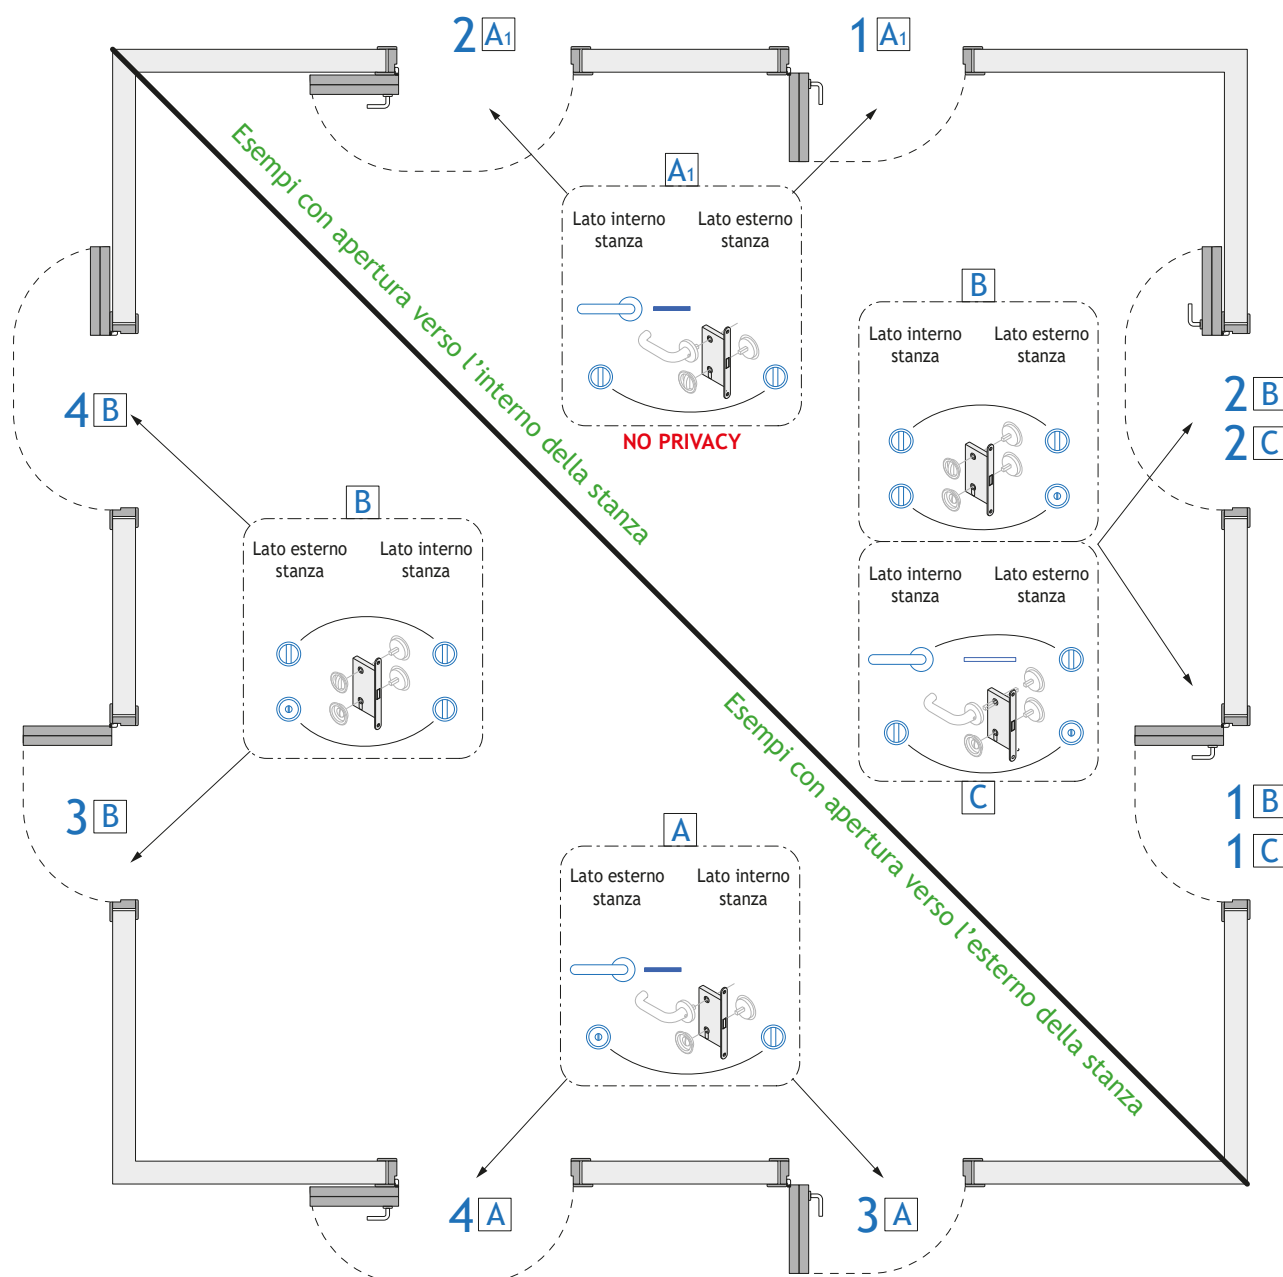 2 A1
1 A1
A1
Lato interno
stanza
Lato esterno
stanza
NO PRIVACY
Esempi con apertura verso l'interno della stanza
B
Lato interno
stanza
Lato esterno
stanza
2 B
2 C
Lato interno
stanza
Lato esterno
stanza
C
1 B
1 C
4 B
B
Lato esterno
stanza
Lato interno
stanza
3 B
Esempi con apertura verso l'esterno della stanza
A
Lato esterno
stanza
Lato interno
stanza
4 A
3 A